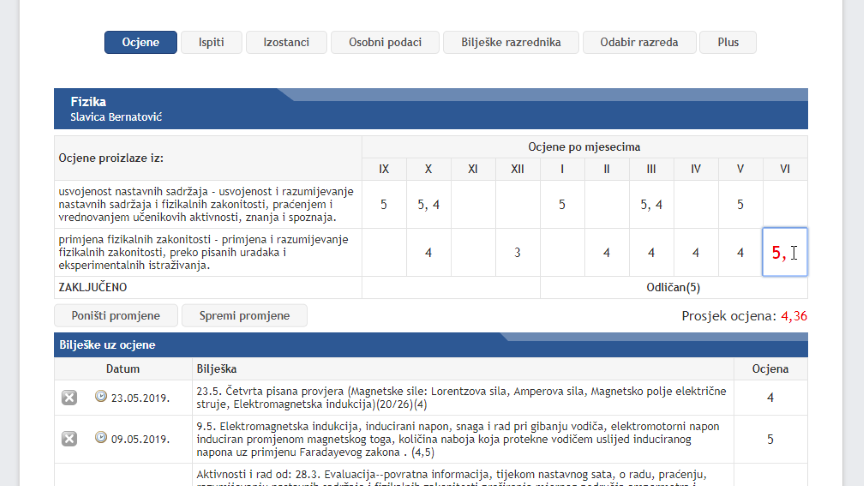 Ocjene Ispiti Izostanci Osobni podaci Bilješke razrednika Odabir razreda Plus
Fizika
Slavica Bernatović
Ocjene proizlaze iz: Ocjene po mjesecima
IX X XI XII I II III IV V VI
usvojenost nastavnih sadržaja - usvojenost i razumijevanje
nastavnih sadržaja i fizikalnih zakonitosti, praćenjem i
vrednovanjem učenikovih aktivnosti, znanja i spoznaja.
5 5, 4 5 5, 4 5
primjena fizikalnih zakonitosti - primjena i razumijevanje
fizikalnih zakonitosti, preko pisanih uradaka i
eksperimentalnih istraživanja.
4 3 4 4 4 4 5,
ZAKLJUČENO Odličan(5)
Poništi promjene Spremi promjene Prosjek ocjena: 4,36
Bilješke uz ocjene
Datum Bilješka Ocjena
23.05.2019. 23.5. Četvrta pisana provjera (Magnetske sile: Lorentzova sila, Amperova sila, Magnetsko polje električne
struje, Elektromagnetska indukcija)(20/26)(4) 4
09.05.2019. 9.5. Elektromagnetska indukcija, inducirani napon, snaga i rad pri gibanju vodiča, elektromotorni napon
induciran promjenom magnetskog toga, količina naboja koja protekne vodičem uslijed induciranog
napona uz primjenu Faradayevog zakona . (4,5) 5
Aktivnosti i rad od: 28.3. Evaluacija--povratna informacija, tijekom nastavnog sata, o radu, praćenju,